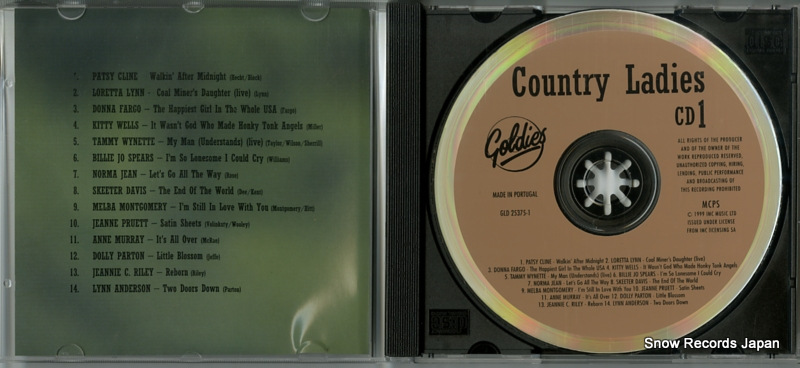 1. PATSY CLINE Walkin' After Midnight (Hecht/Block)
2. LORETTA LYNN - Coal Miner's Daughter (live) (Lynn)
3. DONNA FARGO – The Happiest Girl In The Whole USA (Fargo)
4. KITTY WELLS – It Wasn't God Who Made Honky Tonk Angels (Miller)
5. TAMMY WYNETTE – My Man (Understands) (live) (Taylor/Wilson/Sherrill)
6. BILLIE JO SPEARS – I'm So Lonesome I Could Cry (Williams)
7. NORMA JEAN – Let's Go All The Way
8. SKEETER DAVIS – The End Of The World (Dee/Kent)
9. MELBA MONTGOMERY – I'm Still In Love With You (Montgomery/Britt)
10. JEANNE PRUETT – Satin Sheets
11. ANNE MURRAY – It's All Over (McRae)
12. DOLLY PARTON – Little Blossom
13. JEANNIE C. RILEY – Reborn (Riley)
14. LYNN ANDERSON – Two Doors Down (Parton)
Country Ladies
CD1
Goldies
ALL RIGHTS OF THE PRODUCER
AND OF THE OWNER OF THE
WORK REPRODUCED RESERVED,
UNAUTHORIZED COPYING, HIRING,
LENDING, PUBLIC PERFORMANCE
AND BROADCASTING OF
THIS RECORDING PROHIBITED
MADE IN PORTUGAL
GLD 25375-1
MCPS
© 1999 IMC MUSIC LTD
ISSUED UNDER LICENSE
FROM IMC LICENSING SA
1. PATSY CLINE - Walkin' After Midnight 2. LORETTA LYNN - Coal Miner's Daughter (live)
3. DONNA FARGO - The Happiest Girl In The Whole USA 4. KITTY WELLS - It Wasn't God Who Made Honky Tonk Angels
5. TAMMY WYNETTE - My Man (Understands) (live) 6. BILLIE JO SPEARS - I'm So Lonesome I Could Cry
7. NORMA JEAN - Let's Go All The Way 8. SKEETER DAVIS - The End Of The World
9. MELBA MONTGOMERY - I'm Still In Love With You 10. JEANNE PRUETT - Satin Sheets
11. ANNE MURRAY - It's All Over 12. DOLLY PARTON - Little Blossom
13. JEANNIE C. RILEY - Reborn 14. LYNN ANDERSON - Two Doors Down
Snow Records Japan